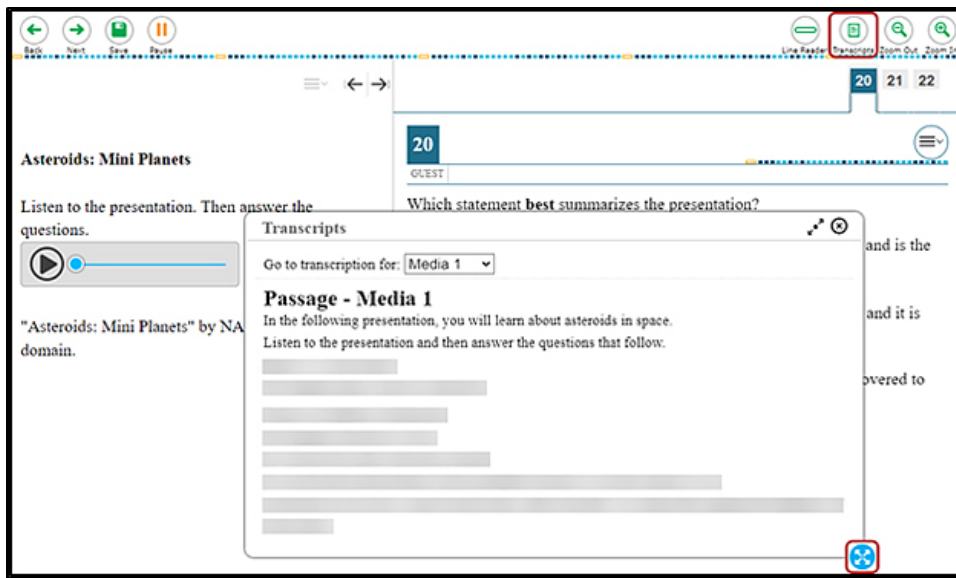 Back Next Save Pause Line Reader Transcripts Zoom Out Zoom In
20 21 22
Asteroids: Mini Planets
Listen to the presentation. Then answer the
questions.
"Asteroids: Mini Planets" by NA
domain.
20
GUEST
Which statement best summarizes the presentation?
and is the
and it is
overed to
Transcripts
Go to transcription for: Media 1
Passage - Media 1
In the following presentation, you will learn about asteroids in space.
Listen to the presentation and then answer the questions that follow.